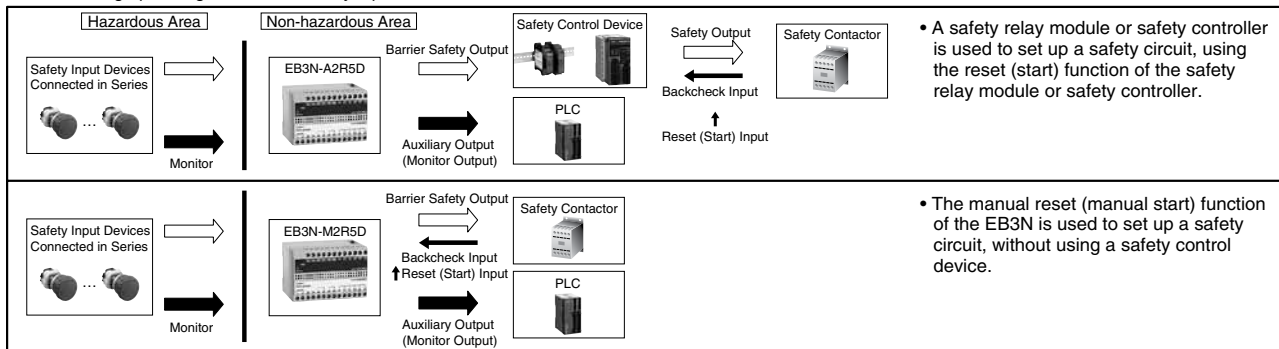 Hazardous Area
Non-hazardous Area
Safety Input Devices
Connected in Series
...
Monitor
EB3N-A2R5D
Barrier Safety Output
Auxiliary Output
(Monitor Output)
Safety Control Device
PLC
Safety Output
Backcheck Input
Reset (Start) Input
Safety Contactor
• A safety relay module or safety controller
is used to set up a safety circuit, using
the reset (start) function of the safety
relay module or safety controller.
Safety Input Devices
Connected in Series
...
Monitor
EB3N-M2R5D
Barrier Safety Output
Backcheck Input
Reset (Start) Input
Auxiliary Output
(Monitor Output)
Safety Contactor
PLC
• The manual reset (manual start) function
of the EB3N is used to set up a safety
circuit, without using a safety control
device.